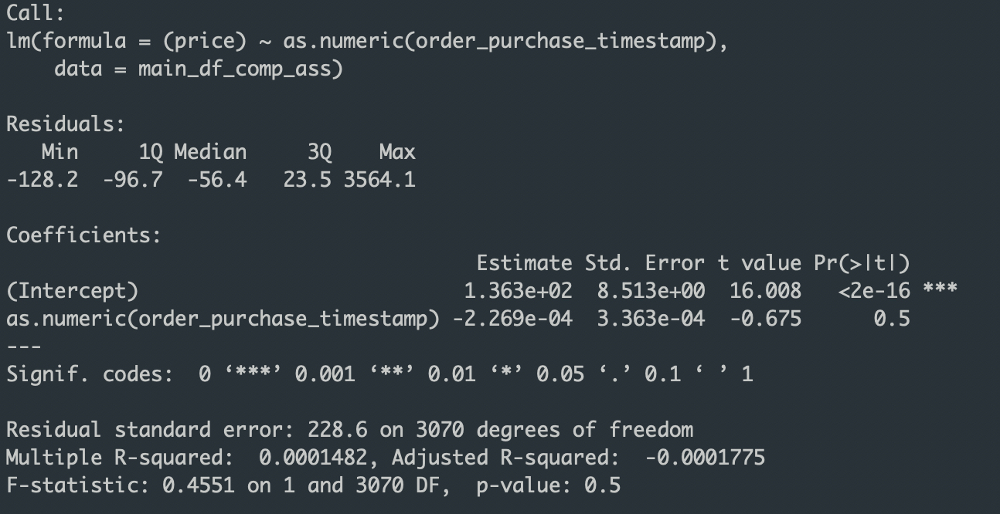 Call:
lm(formula = (price) ~ as.numeric(order_purchase_timestamp),
    data = main_df_comp_ass)

Residuals:
   Min     1Q Median     3Q    Max
-128.2  -96.7  -56.4   23.5 3564.1

Coefficients:
                                       Estimate Std. Error t value Pr(>|t|)
(Intercept)                           1.363e+02  8.513e+00  16.008   <2e-16 ***
as.numeric(order_purchase_timestamp) -2.269e-04  3.363e-04  -0.675      0.5
---
Signif. codes:  0 ‘***’ 0.001 ‘**’ 0.01 ‘*’ 0.05 ‘.’ 0.1 ‘ ’ 1

Residual standard error: 228.6 on 3070 degrees of freedom
Multiple R-squared:  0.0001482, Adjusted R-squared:  -0.0001775
F-statistic: 0.4551 on 1 and 3070 DF,  p-value: 0.5